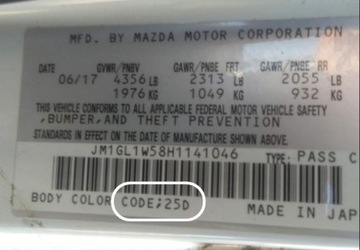 MFD. BY MAZDA MOTOR CORPORATION
DATE GVWR/PNBV GAWR/PNBE FRT GAWR/PNBE RR
06/17 4356 LB 2313 LB 2055 LB
1976 KG 1049 KG 932 KG
THIS VEHICLE CONFORMS TO ALL APPLICABLE FEDERAL MOTOR VEHICLE SAFETY
,BUMPER,AND THEFT PREVENTION
STANDARDS IN EFFECT ON THE DATE OF MANUFACTURE SHOWN ABOVE.
JM1GL1W58H1141046 TYPE: PASS C
BODY COLOR CODE;25D MADE IN JAP